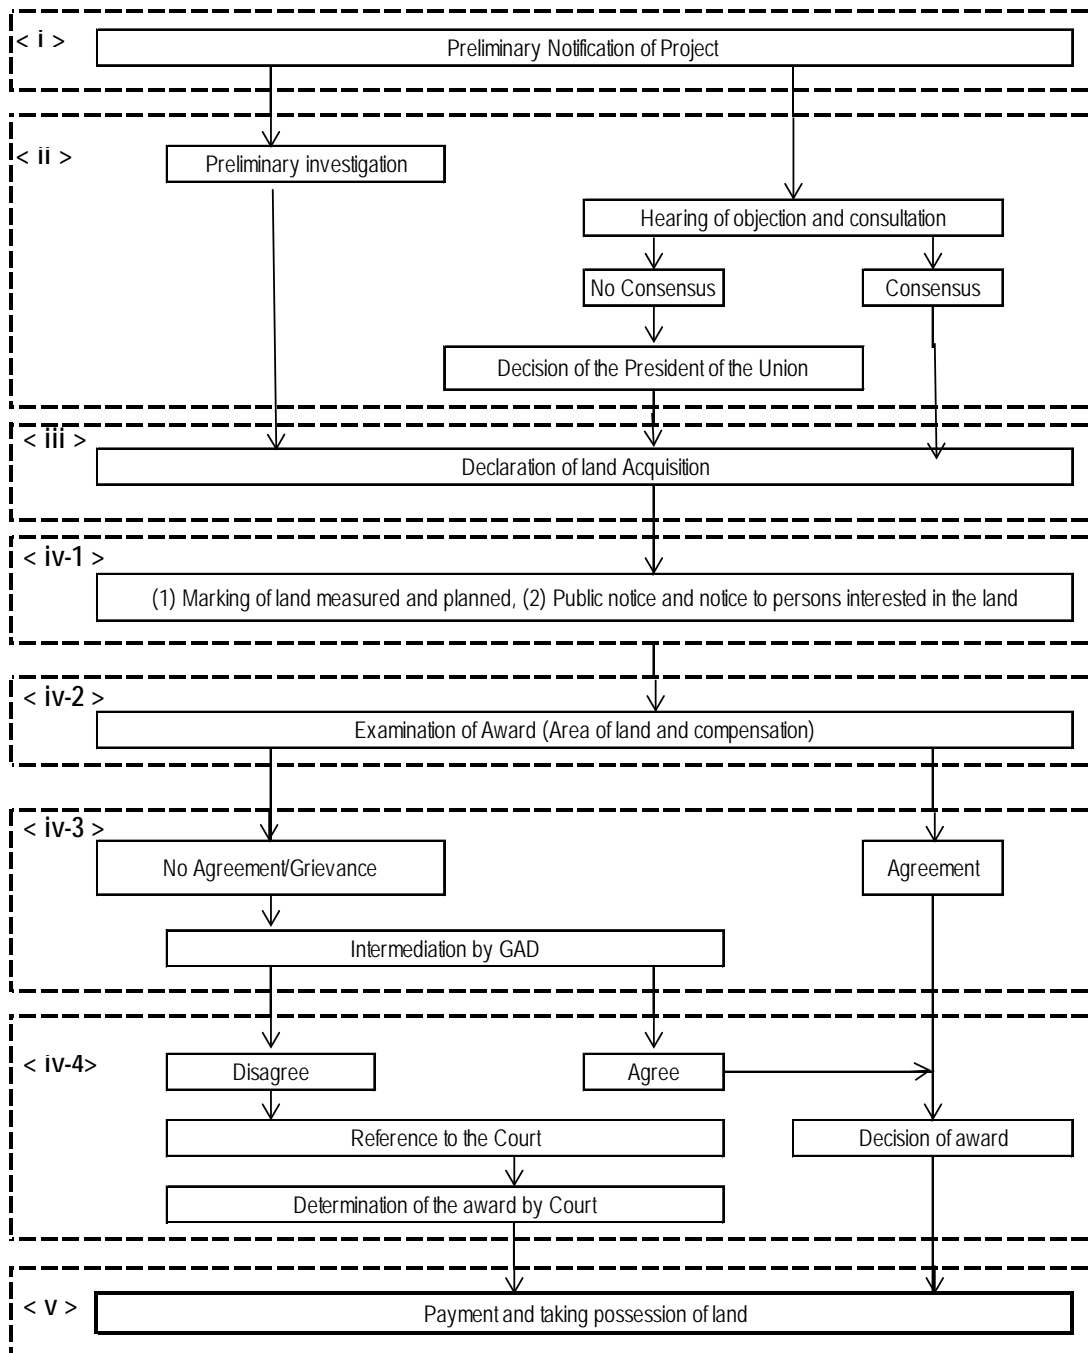 < i >
Preliminary Notification of Project
< ii >
Preliminary investigation
Hearing of objection and consultation
No Consensus
Consensus
Decision of the President of the Union
< iii >
Declaration of land Acquisition
< iv-1 >
(1) Marking of land measured and planned, (2) Public notice and notice to persons interested in the land
< iv-2 >
Examination of Award (Area of land and compensation)
< iv-3 >
No Agreement/Grievance
Agreement
Intermediation by GAD
< iv-4>
Disagree
Agree
Reference to the Court
Decision of award
Determination of the award by Court
< v >
Payment and taking possession of land